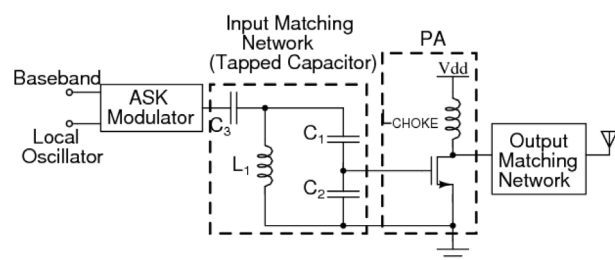 Input Matching
Network
(Tapped Capacitor)
PA
Vdd
Baseband
ASK
Modulator
Local
Oscillator
C3
L1
C1
C2
LCHOKE
Output
Matching
Network